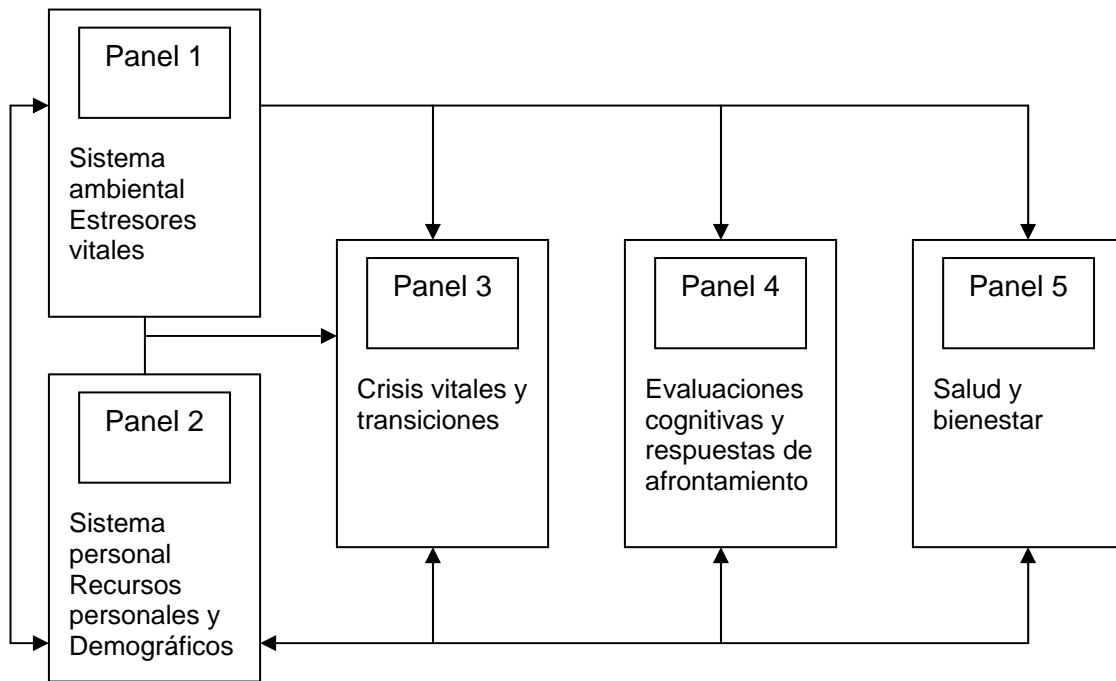 Panel 1
Sistema
ambiental
Estresores
vitales
Panel 2
Sistema
personal
Recursos
personales y
Demográficos
Panel 3
Crisis vitales y
transiciones
Panel 4
Evaluaciones
cognitivas y
respuestas de
afrontamiento
Panel 5
Salud y
bienestar